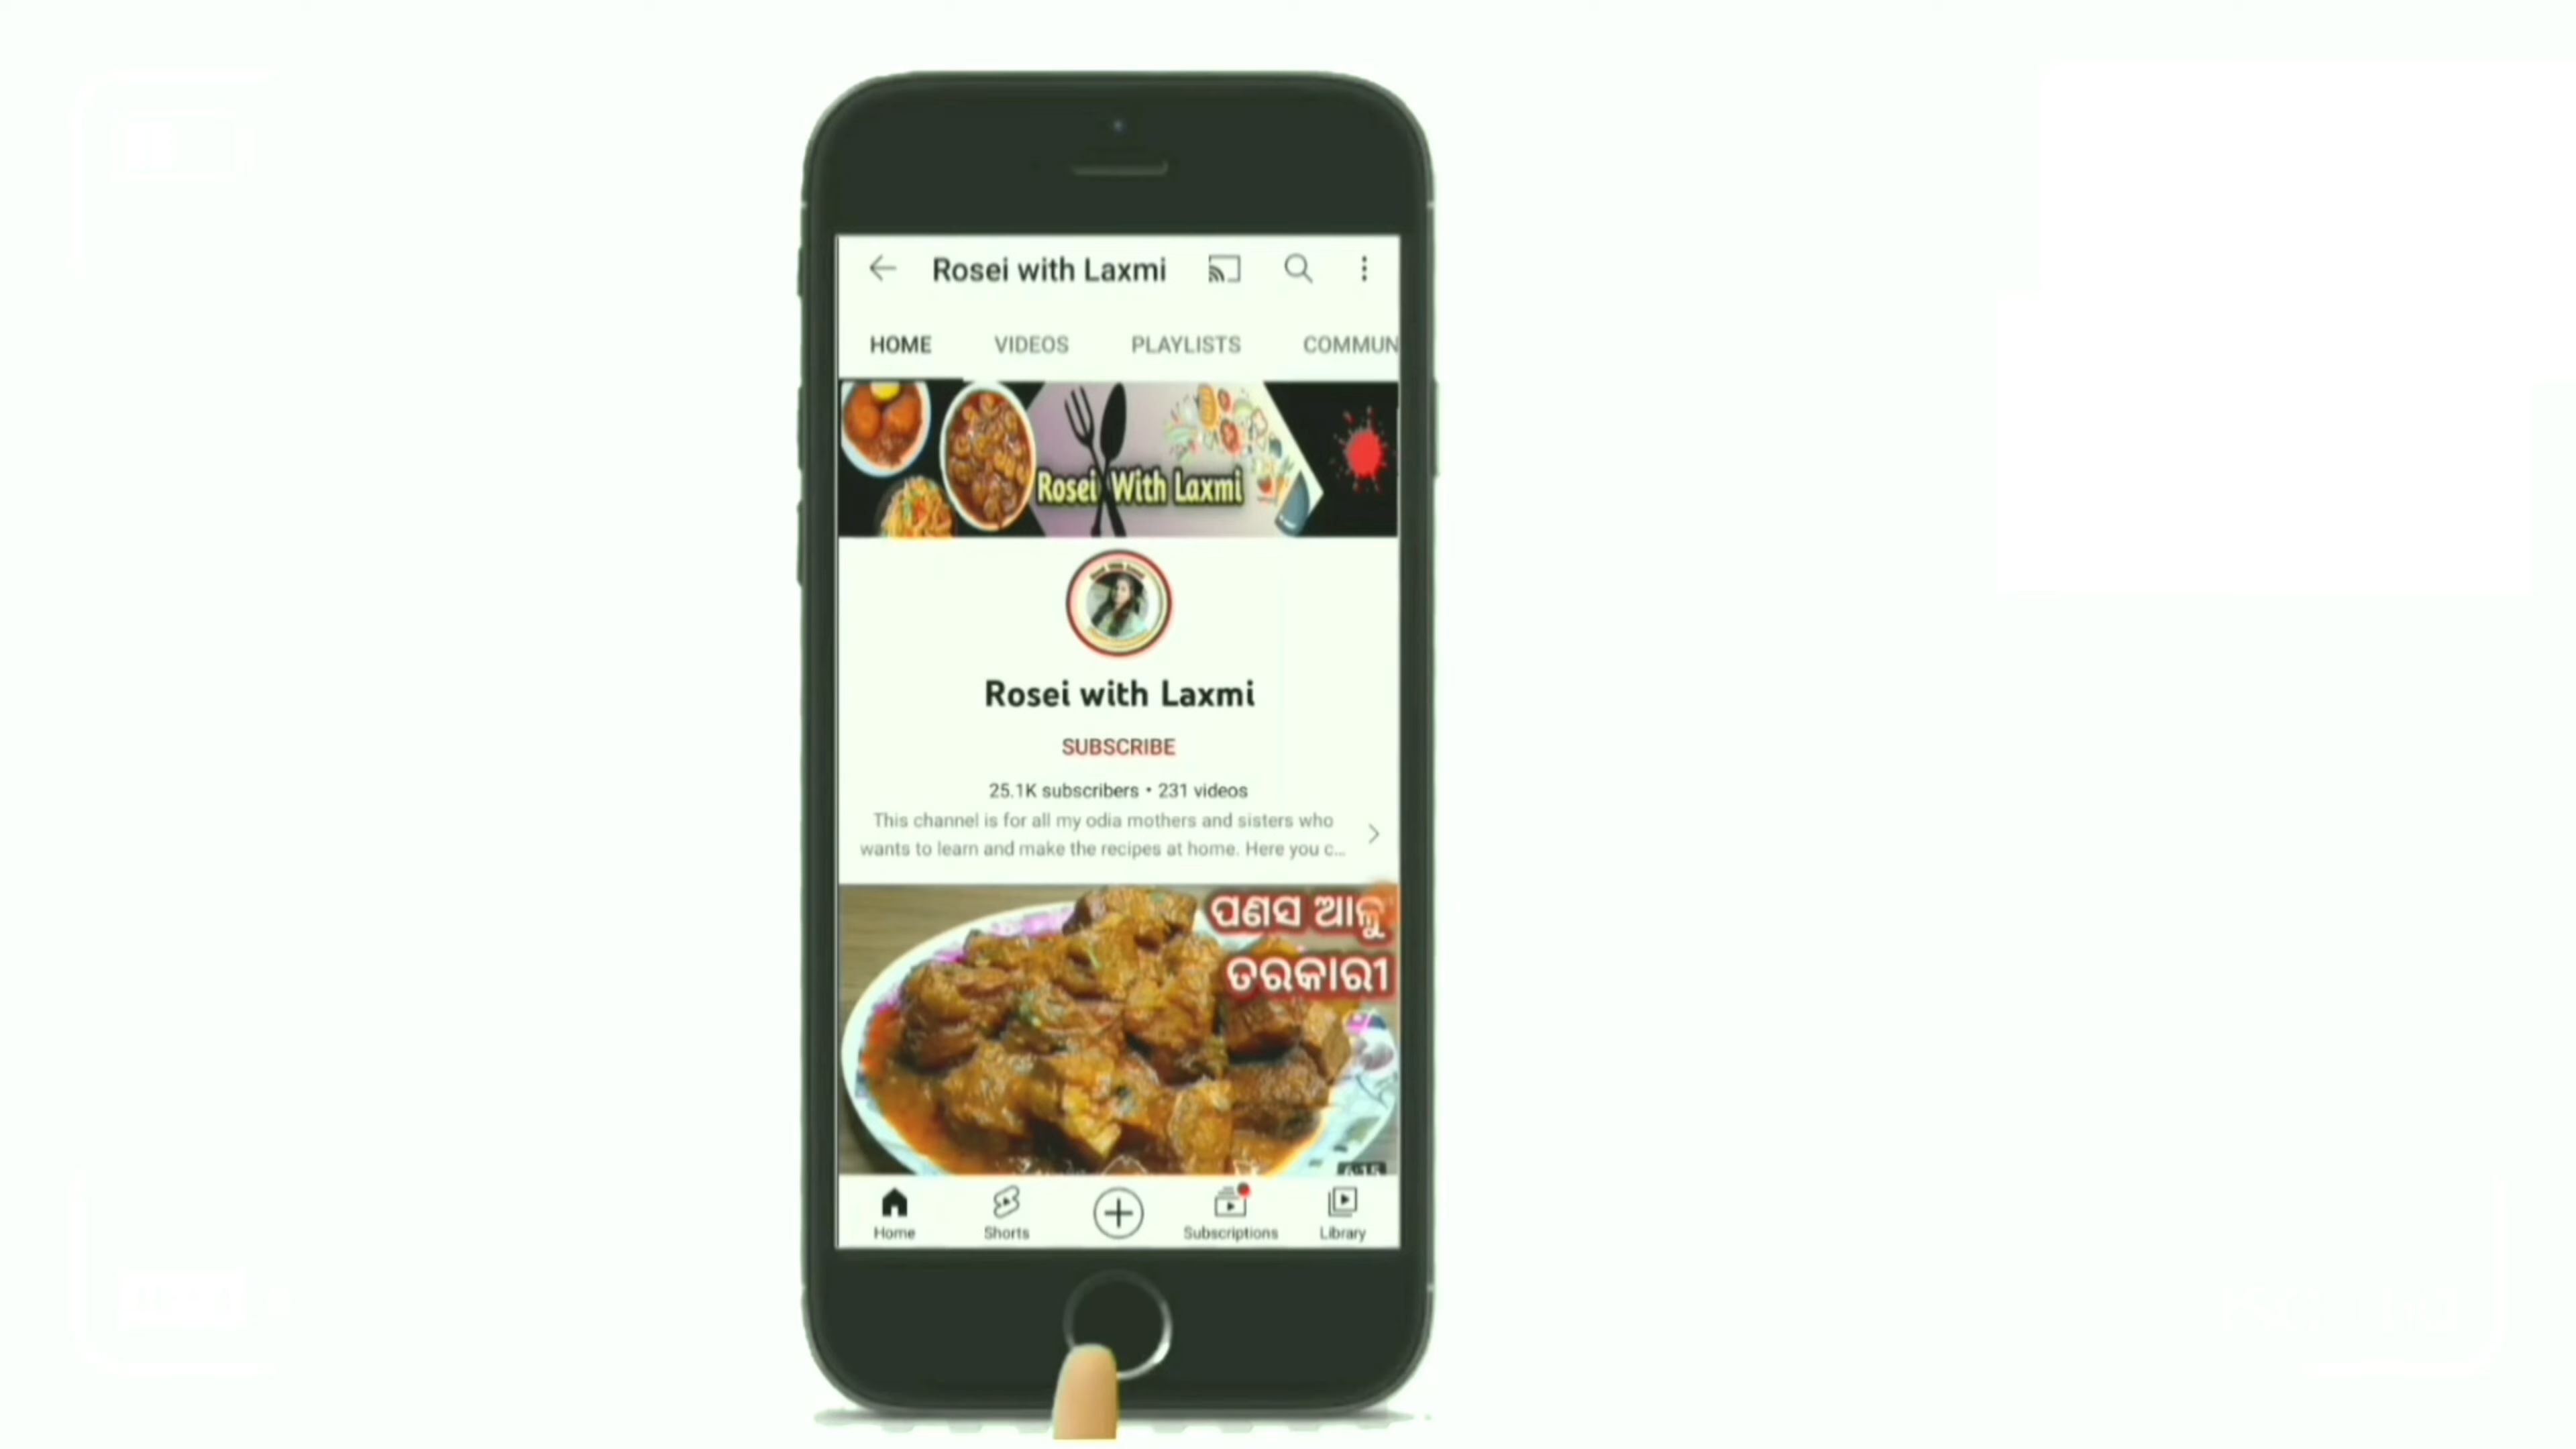 Rosei with Laxmi
HOME VIDEOS PLAYLISTS COMMUN
Rosei With Laxmi
Rosei with Laxmi
SUBSCRIBE
25.1K subscribers • 231 videos
This channel is for all my odia mothers and sisters who
wants to learn and make the recipes at home. Here you c...
ପଣସ ଆଳୁ
ତରକାରୀ
Home Shorts Subscriptions Library